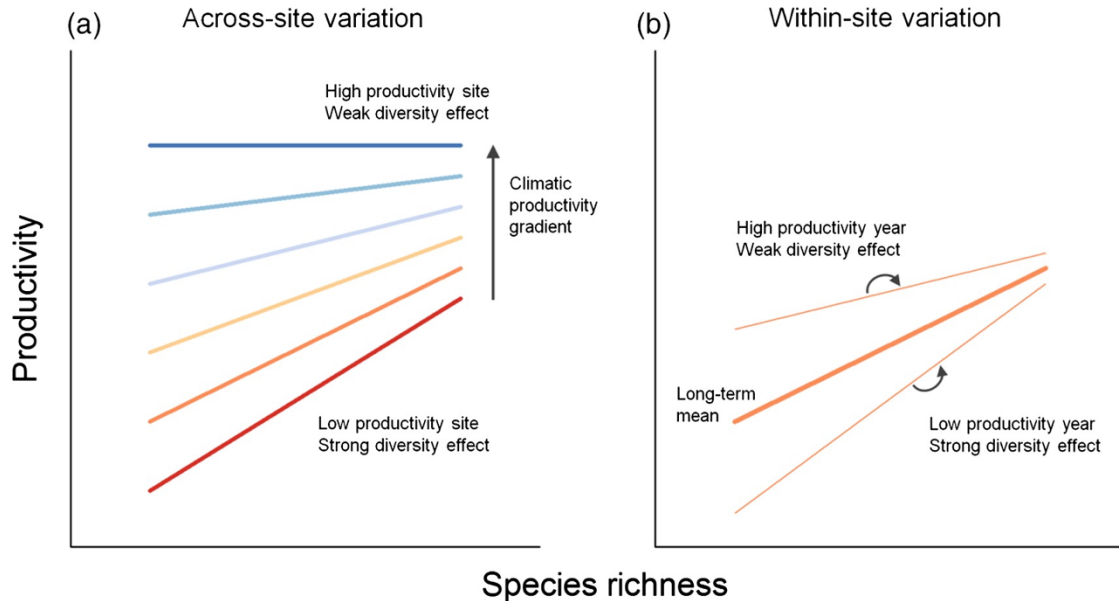 (a)
Across-site variation
High productivity site
Weak diversity effect
Climatic
productivity
gradient
Low productivity site
Strong diversity effect
(b)
Within-site variation
High productivity year
Weak diversity effect
Long-term
mean
Low productivity year
Strong diversity effect
Productivity
Species richness